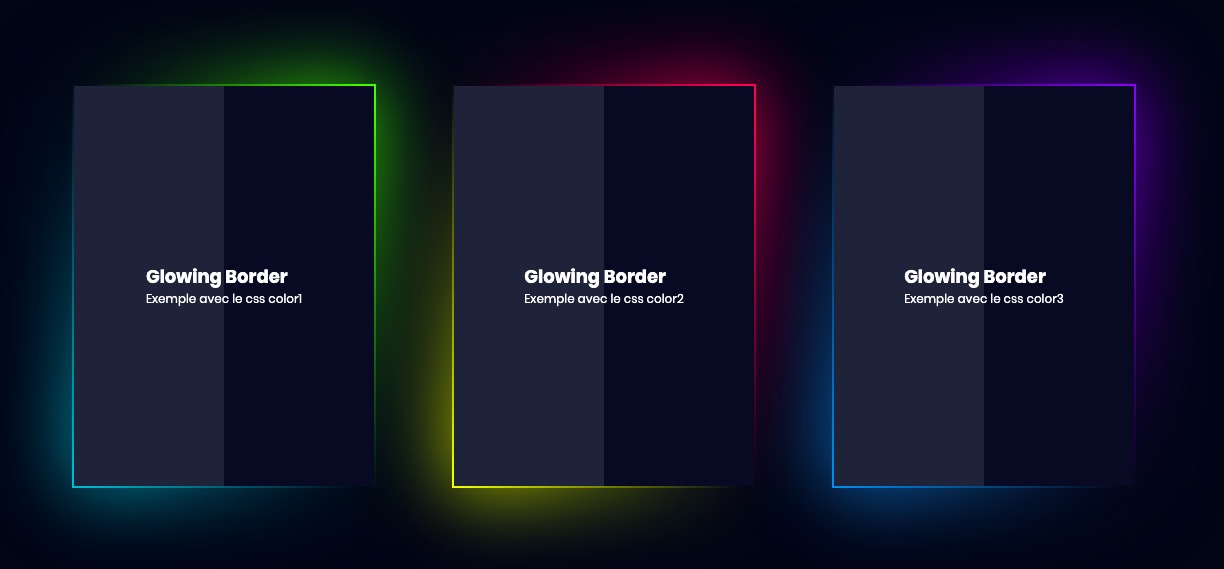 Glowing Border
Exemple avec le css color1
Glowing Border
Exemple avec le css color2
Glowing Border
Exemple avec le css color3